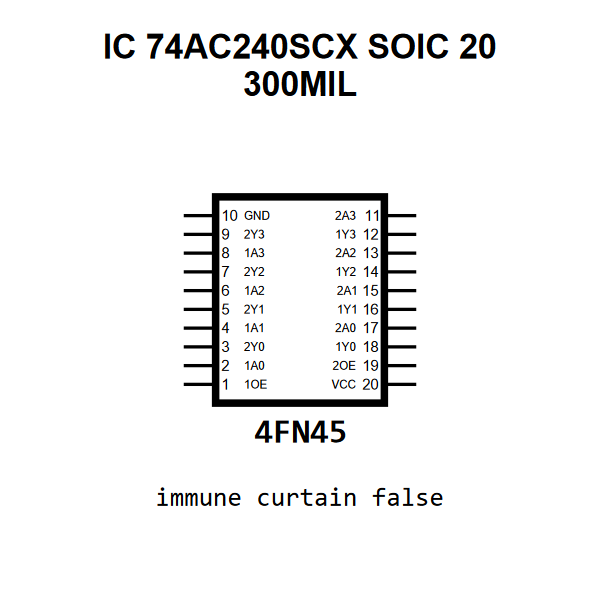 IC 74AC240SCX SOIC 20
300MIL
10 GND 2A3 11
9 2Y3 1Y3 12
8 1A3 2A2 13
7 2Y2 1Y2 14
6 1A2 2A1 15
5 2Y1 1Y1 16
4 1A1 2A0 17
3 2Y0 1Y0 18
2 1A0 2OE 19
1 1OE VCC 20
4FN45
immune curtain false